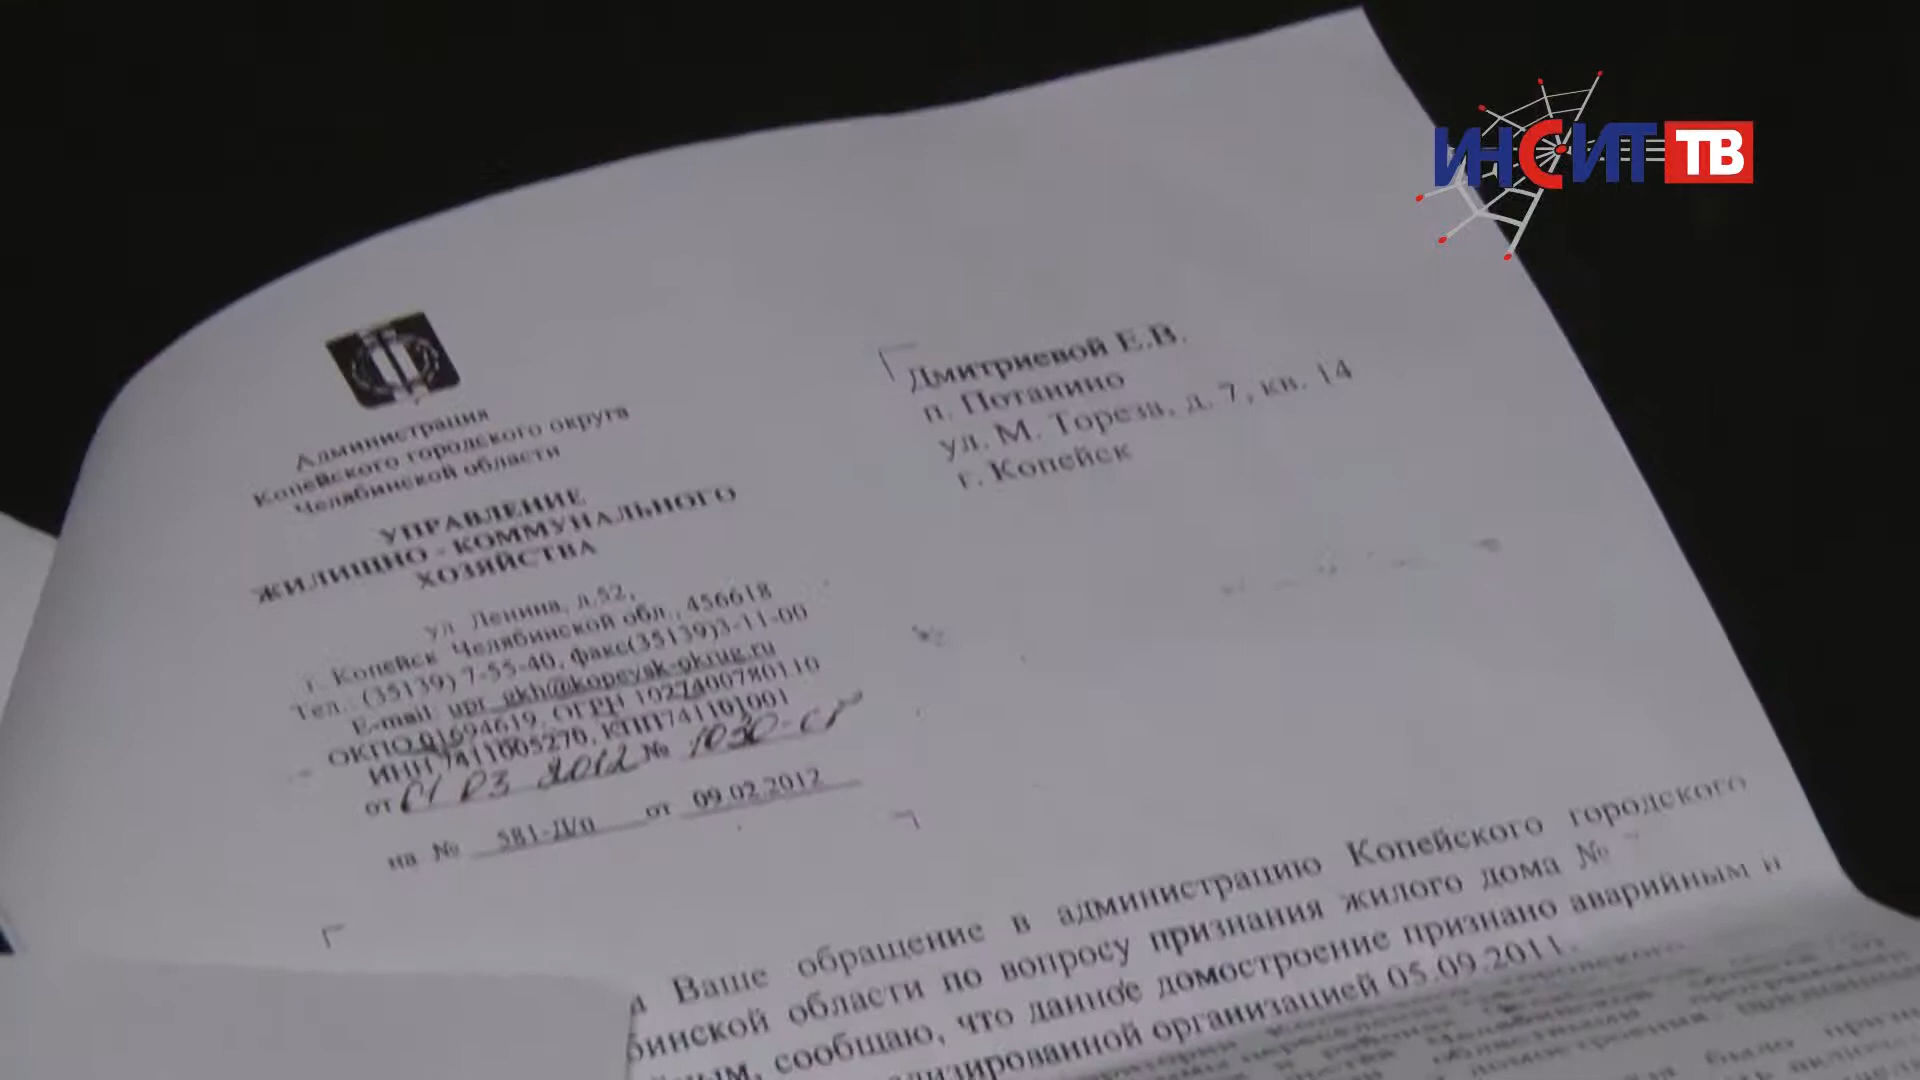 ИНСИТ ТВ
Администрация
Копейского городского округа
Челябинской области
УПРАВЛЕНИЕ
ЖИЛИЩНО - КОММУНАЛЬНОГО
ХОЗЯЙСТВА
ул. Ленина, д.52,
г. Копейск Челябинской обл., 456618
Тел.: (35139) 7-55-40, факс(35139)3-11-00
E-mail: upr_gkh@kopeysk-okrug.ru
ОКПО 01694619, ОГРН 1027400780110
ИНН 7411005270, КПП741101001
от 01 03 2012 № 1030-СГ
на № 581-Д/п от 09.02.2012
Дмитриевой Е.В.
п. Потанино
ул. М. Тореза, д. 7, кв. 14
г. Копейск
а Ваше обращение в администрацию Копейского городского
бинской области по вопросу признания жилого дома № 7
ным, сообщаю, что данное домостроение признано аварийным и
лизированной организацией 05.09.2011.